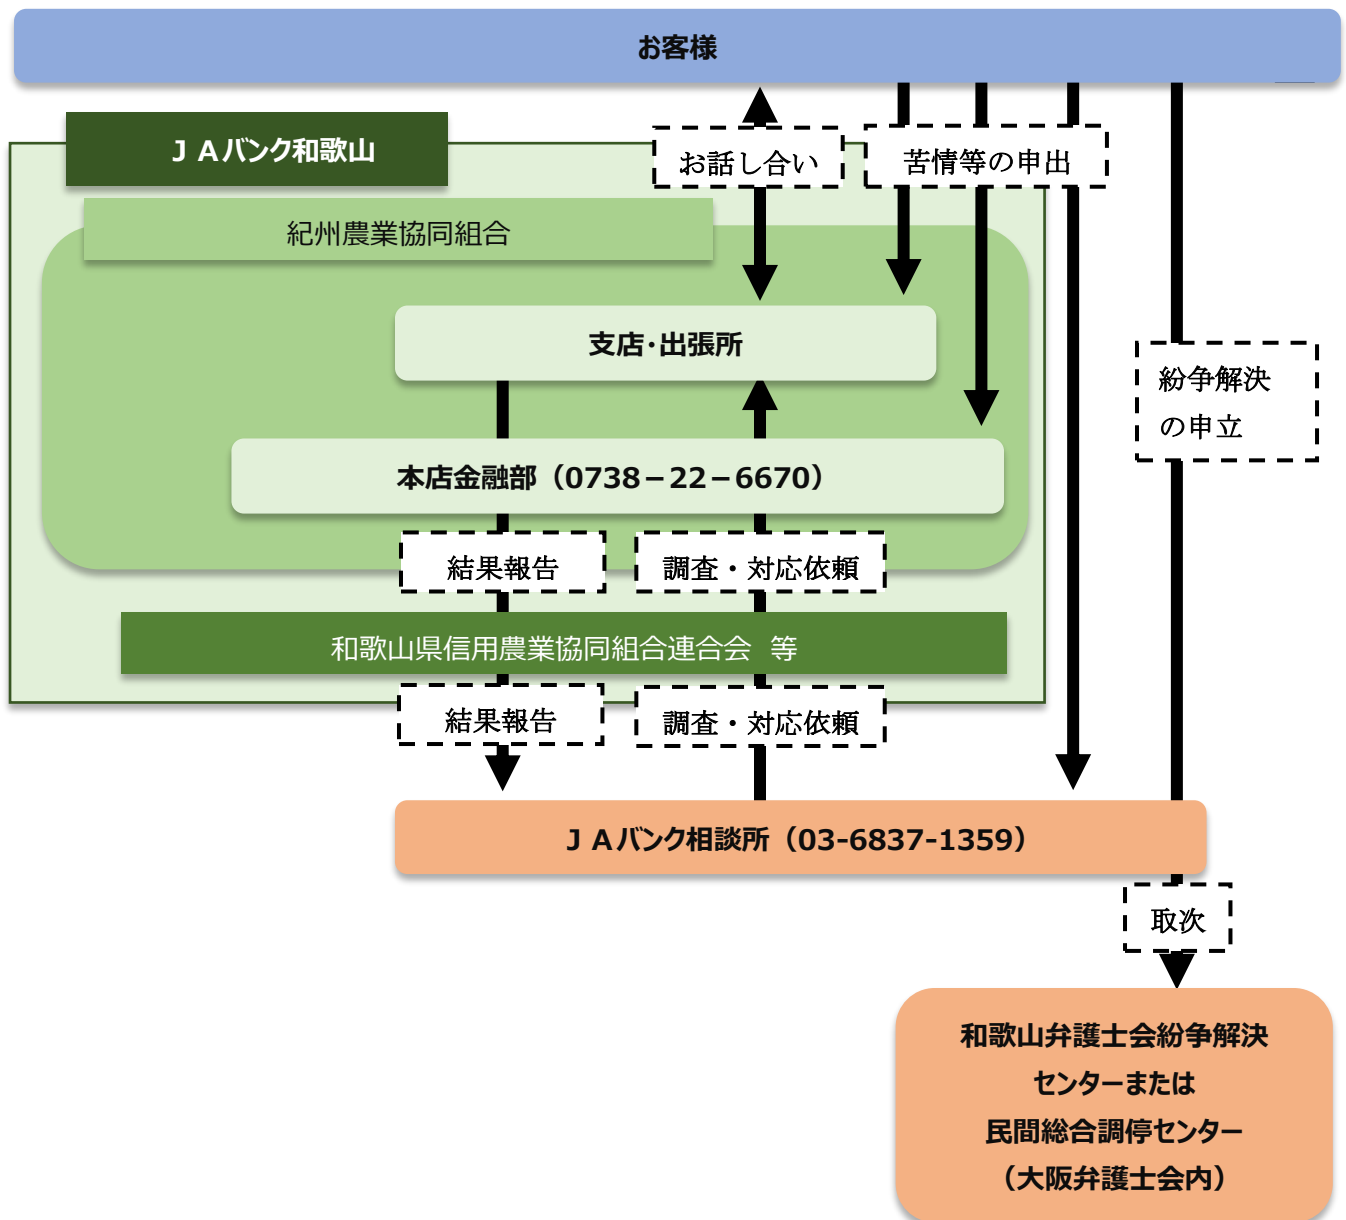 お客様
ＪＡバンク和歌山
お話し合い
苦情等の申出
紀州農業協同組合
支店・出張所
紛争解決
の申立
本店金融部（0738－22－6670）
結果報告
調査・対応依頼
和歌山県信用農業協同組合連合会　等
結果報告
調査・対応依頼
ＪＡバンク相談所（03-6837-1359）
取次
和歌山弁護士会紛争解決
センターまたは
民間総合調停センター
（大阪弁護士会内）